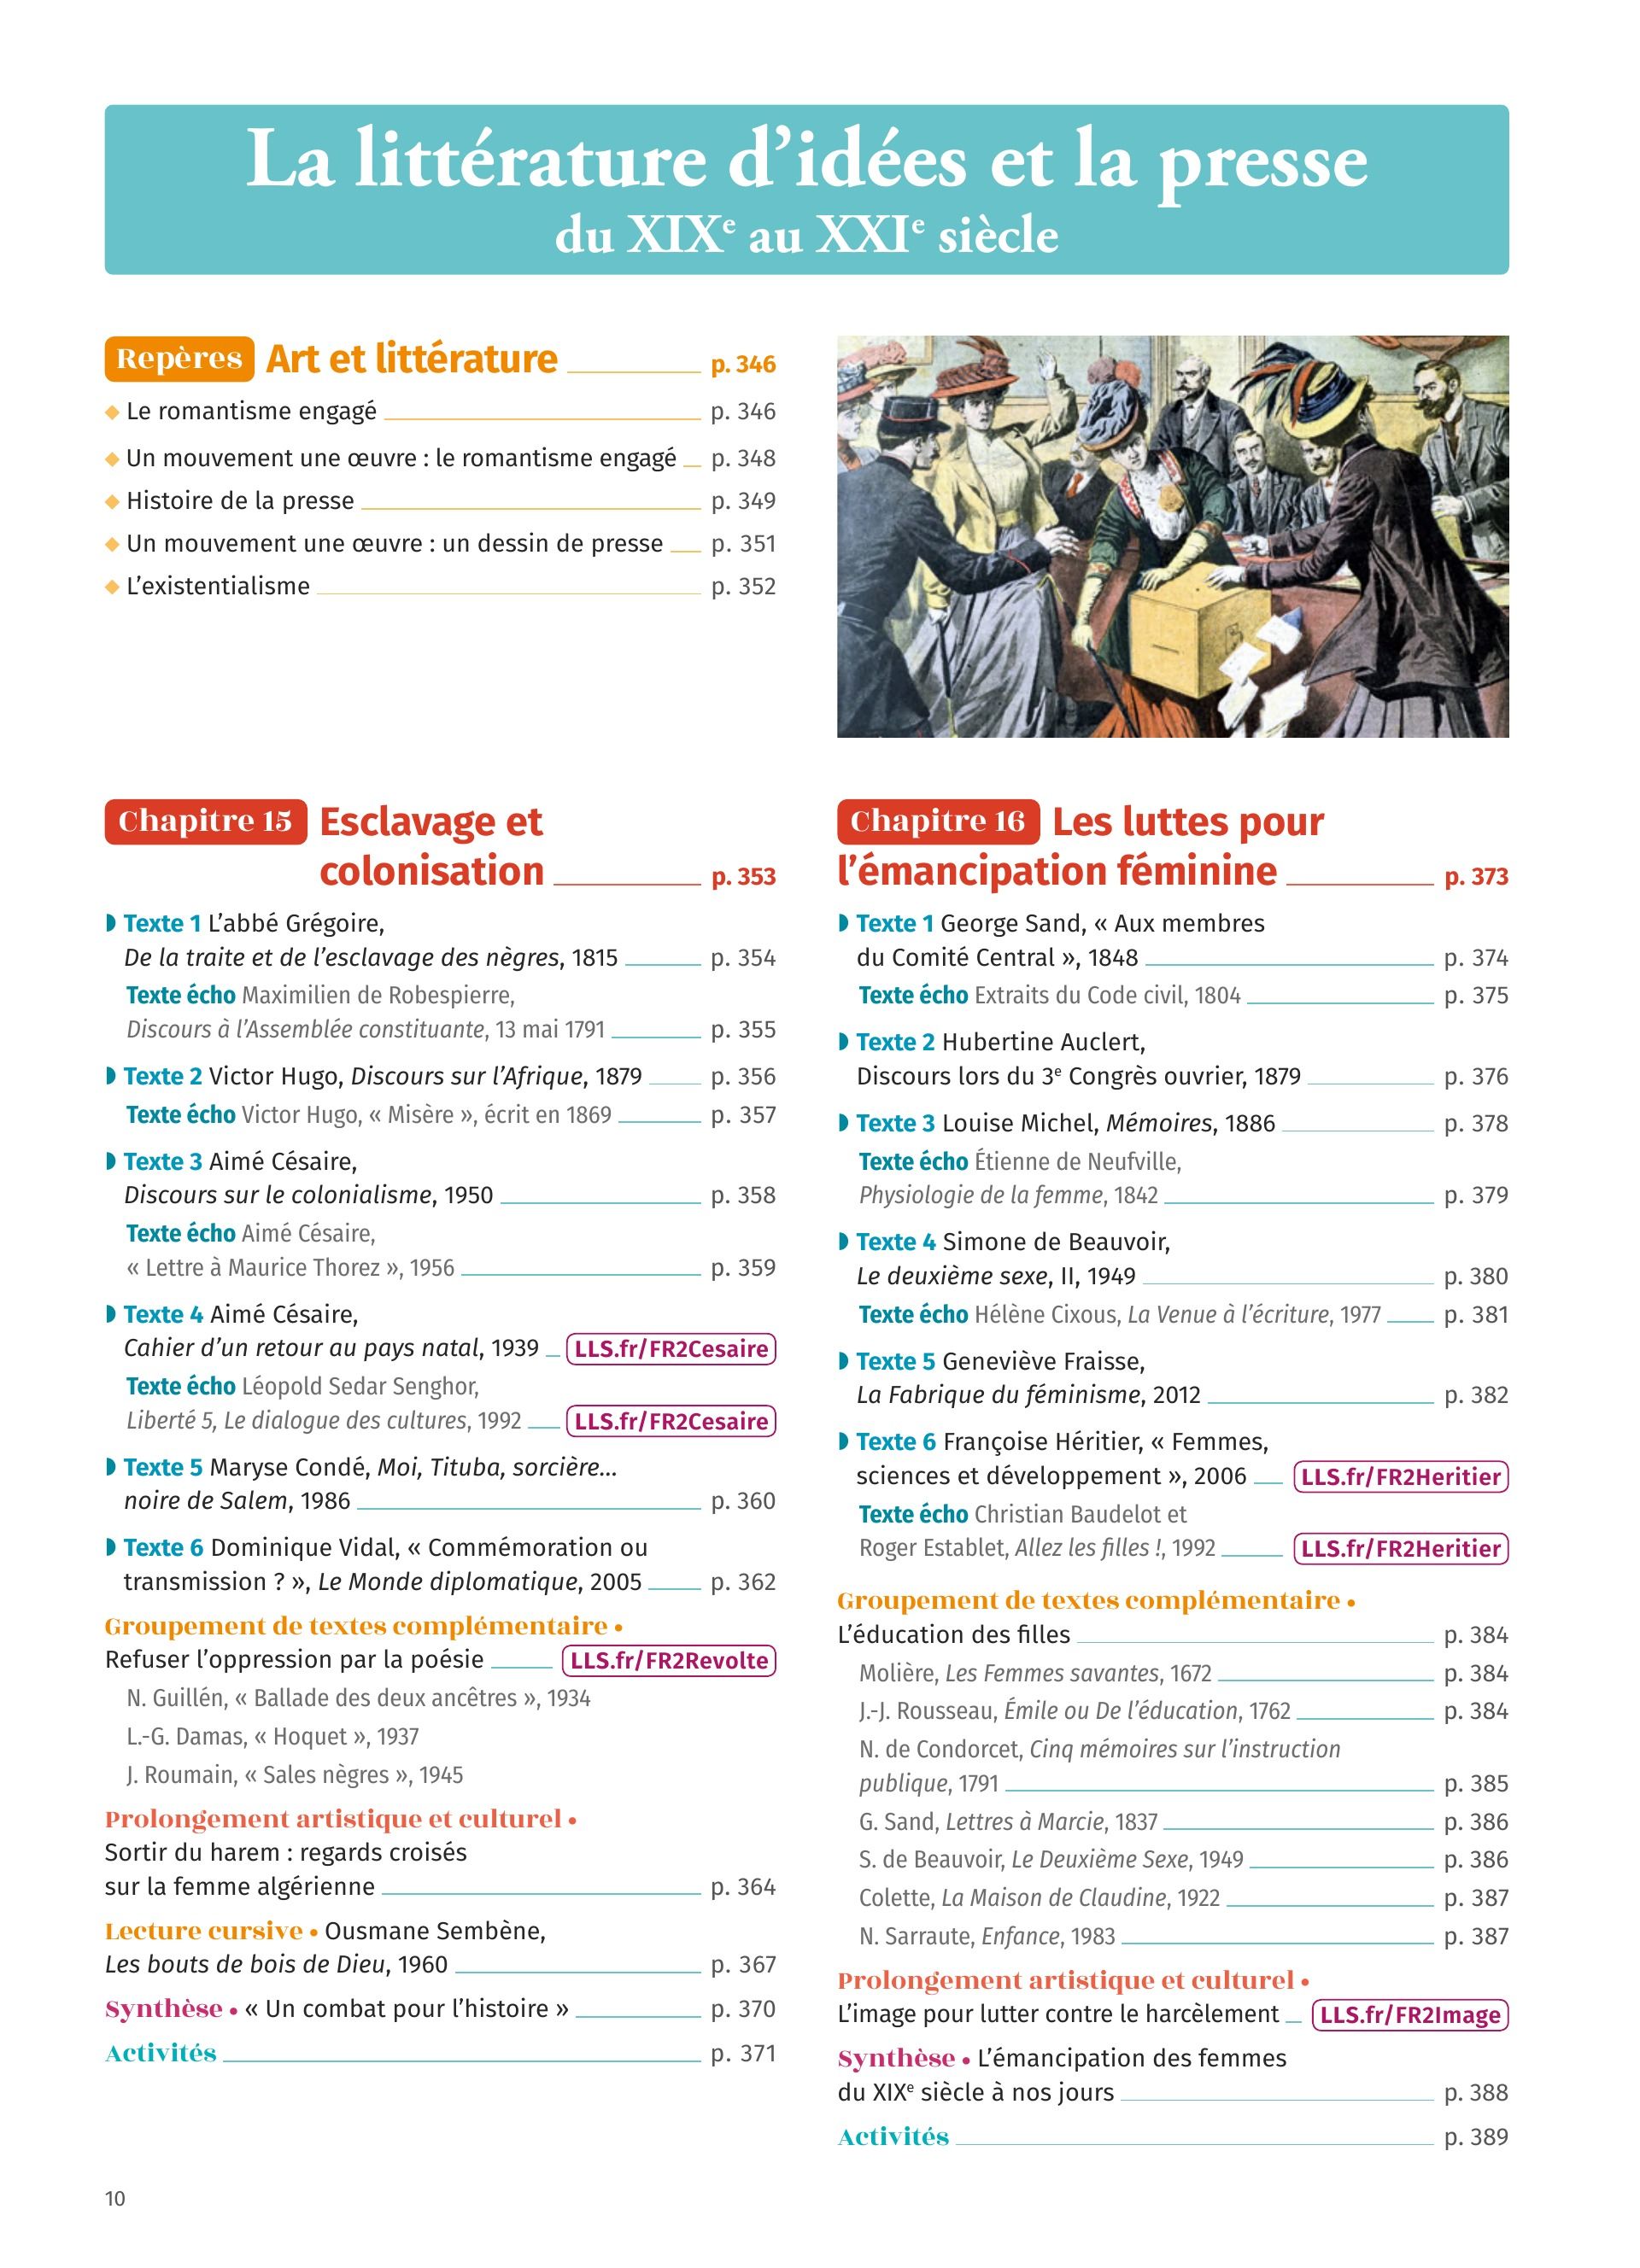 La littérature d’idées et la presse
du XIXe au XXIe siècle
Repères Art et littérature p. 346
Le romantisme engagé p. 346
Un mouvement une œuvre : le romantisme engagé p. 348
Histoire de la presse p. 349
Un mouvement une œuvre : un dessin de presse p. 351
L’existentialisme p. 352
Chapitre 15 Esclavage et
colonisation p. 353
Texte 1 L’abbé Grégoire,
De la traite et de l’esclavage des nègres, 1815 p. 354
Texte écho Maximilien de Robespierre,
Discours à l’Assemblée constituante, 13 mai 1791 p. 355
Texte 2 Victor Hugo, Discours sur l’Afrique, 1879 p. 356
Texte écho Victor Hugo, « Misère », écrit en 1869 p. 357
Texte 3 Aimé Césaire,
Discours sur le colonialisme, 1950 p. 358
Texte écho Aimé Césaire,
« Lettre à Maurice Thorez », 1956 p. 359
Texte 4 Aimé Césaire,
Cahier d’un retour au pays natal, 1939 LLS.fr/FR2Cesaire
Texte écho Léopold Sedar Senghor,
Liberté 5, Le dialogue des cultures, 1992 LLS.fr/FR2Cesaire
Texte 5 Maryse Condé, Moi, Tituba, sorcière...
noire de Salem, 1986 p. 360
Texte 6 Dominique Vidal, « Commémoration ou
transmission ? », Le Monde diplomatique, 2005 p. 362
Groupement de textes complémentaire •
Refuser l’oppression par la poésie LLS.fr/FR2Revolte
N. Guillén, « Ballade des deux ancêtres », 1934
L.-G. Damas, « Hoquet », 1937
J. Roumain, « Sales nègres », 1945
Prolongement artistique et culturel •
Sortir du harem : regards croisés
sur la femme algérienne p. 364
Lecture cursive • Ousmane Sembène,
Les bouts de bois de Dieu, 1960 p. 367
Synthèse • « Un combat pour l’histoire » p. 370
Activités p. 371
Chapitre 16 Les luttes pour
l’émancipation féminine p. 373
Texte 1 George Sand, « Aux membres
du Comité Central », 1848 p. 374
Texte écho Extraits du Code civil, 1804 p. 375
Texte 2 Hubertine Auclert,
Discours lors du 3e Congrès ouvrier, 1879 p. 376
Texte 3 Louise Michel, Mémoires, 1886 p. 378
Texte écho Étienne de Neufville,
Physiologie de la femme, 1842 p. 379
Texte 4 Simone de Beauvoir,
Le deuxième sexe, II, 1949 p. 380
Texte écho Hélène Cixous, La Venue à l’écriture, 1977 p. 381
Texte 5 Geneviève Fraisse,
La Fabrique du féminisme, 2012 p. 382
Texte 6 Françoise Héritier, « Femmes,
sciences et développement », 2006 LLS.fr/FR2Heritier
Texte écho Christian Baudelot et
Roger Establet, Allez les filles !, 1992 LLS.fr/FR2Heritier
Groupement de textes complémentaire •
L’éducation des filles p. 384
Molière, Les Femmes savantes, 1672 p. 384
J.-J. Rousseau, Émile ou De l’éducation, 1762 p. 384
N. de Condorcet, Cinq mémoires sur l’instruction
publique, 1791 p. 385
G. Sand, Lettres à Marcie, 1837 p. 386
S. de Beauvoir, Le Deuxième Sexe, 1949 p. 386
Colette, La Maison de Claudine, 1922 p. 387
N. Sarraute, Enfance, 1983 p. 387
Prolongement artistique et culturel •
L’image pour lutter contre le harcèlement LLS.fr/FR2Image
Synthèse • L’émancipation des femmes
du XIXe siècle à nos jours p. 388
Activités p. 389
10